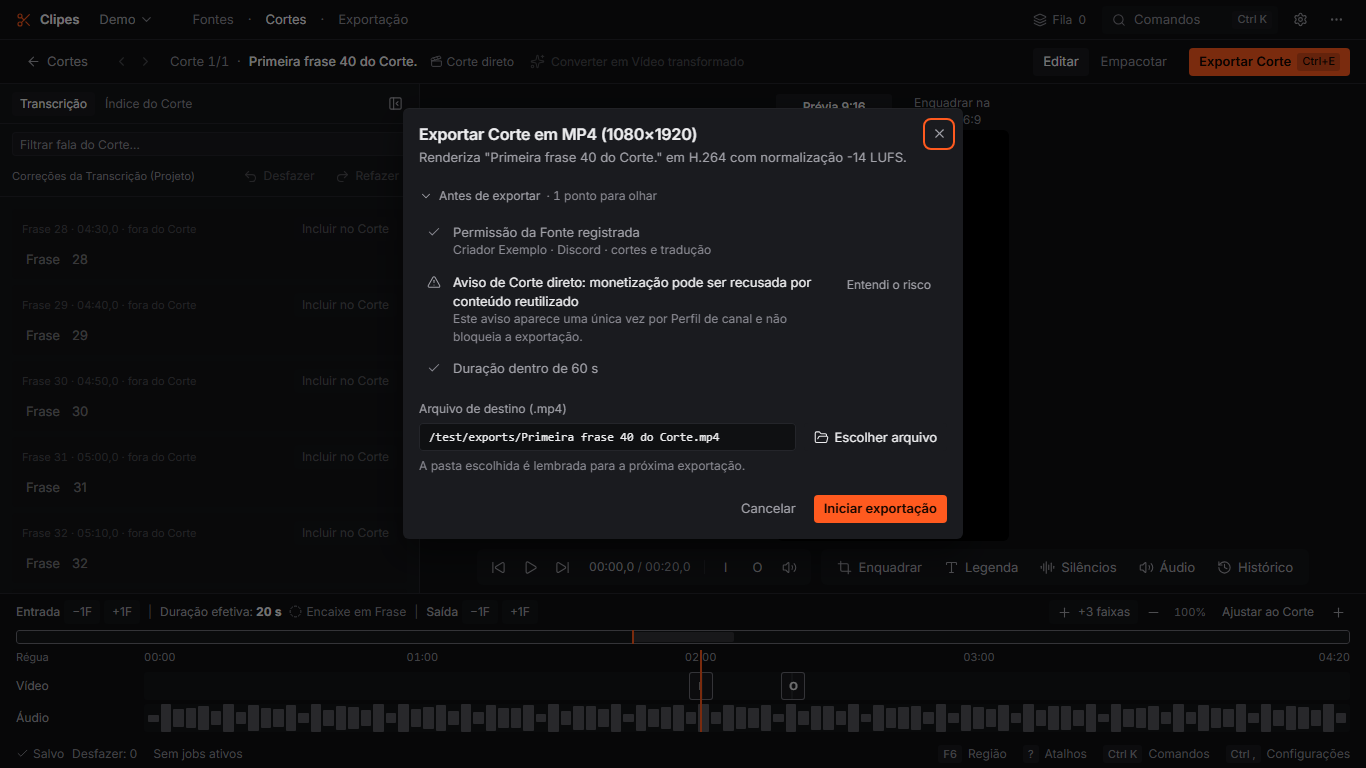 Clipes Demo Fontes · Cortes · Exportação Fila 0 Comandos Ctrl K
Cortes Corte 1/1 · Primeira frase 40 do Corte. Corte direto Converter em Vídeo transformado Editar Empacotar Exportar Corte Ctrl+E
Transcrição Índice do Corte
Prévia 9:16 Enquadrar na
6:9
Filtrar fala do Corte...
Correções da Transcrição (Projeto) Desfazer Refazer
Frase 28 · 04:30,0 · fora do Corte Incluir no Corte
Frase 28
Frase 29 · 04:40,0 · fora do Corte Incluir no Corte
Frase 29
Frase 30 · 04:50,0 · fora do Corte Incluir no Corte
Frase 30
Frase 31 · 05:00,0 · fora do Corte Incluir no Corte
Frase 31
Frase 32 · 05:10,0 · fora do Corte Incluir no Corte
Frase 32
Exportar Corte em MP4 (1080×1920)
Renderiza "Primeira frase 40 do Corte." em H.264 com normalização -14 LUFS.
Antes de exportar · 1 ponto para olhar
Permissão da Fonte registrada
Criador Exemplo · Discord · cortes e tradução
Aviso de Corte direto: monetização pode ser recusada por
conteúdo reutilizado
Entendi o risco
Este aviso aparece uma única vez por Perfil de canal e não
bloqueia a exportação.
Duração dentro de 60 s
Arquivo de destino (.mp4)
/test/exports/Primeira frase 40 do Corte.mp4 Escolher arquivo
A pasta escolhida é lembrada para a próxima exportação.
Cancelar Iniciar exportação
00:00,0 / 00:20,0 I O Enquadrar Legenda Silêncios Áudio Histórico
Entrada −1F +1F Duração efetiva: 20 s Encaixe em Frase Saída −1F +1F +3 faixas 100% Ajustar ao Corte
Régua 00:00 01:00 02:00 03:00 04:20
Vídeo I O
Áudio
Salvo Desfazer: 0 Sem jobs ativos F6 Região ? Atalhos Ctrl K Comandos Ctrl , Configurações